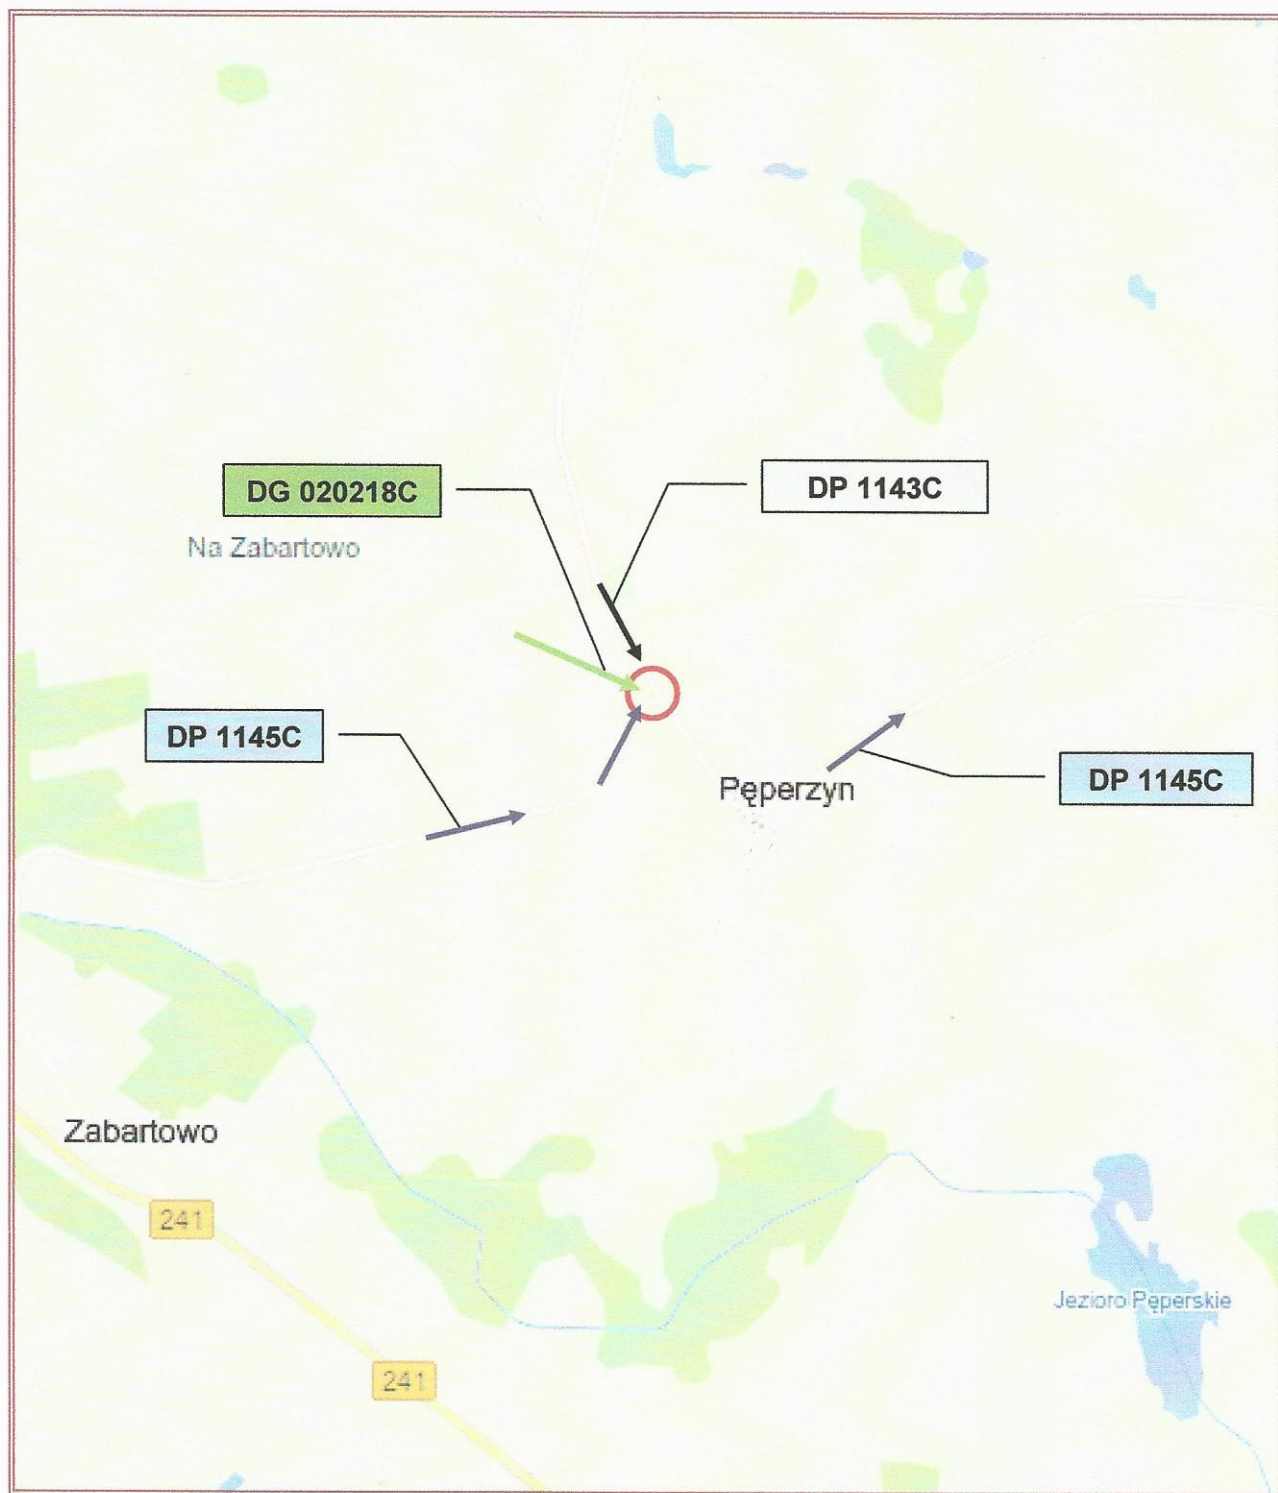 DG 020218C
DP 1143C
Na Zabartowo
DP 1145C
Pęperzyn
DP 1145C
Zabartowo
241
Jezioro Pęperskie
241